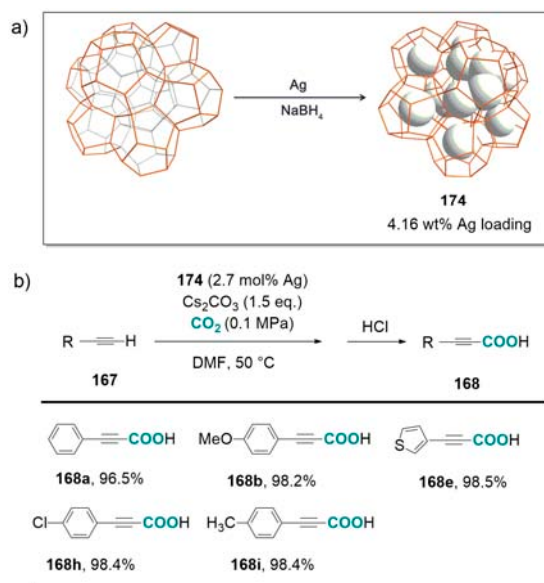 a)
Ag
NaBH₄
174
4.16 wt% Ag loading
b)
174 (2.7 mol% Ag)
Cs₂CO₃ (1.5 eq.)
CO₂ (0.1 MPa)
HCl
R H R COOH
DMF, 50 °C
167 168
COOH MeO COOH S COOH
168a, 96.5% 168b, 98.2% 168e, 98.5%
Cl COOH H₃C COOH
168h, 98.4% 168i, 98.4%